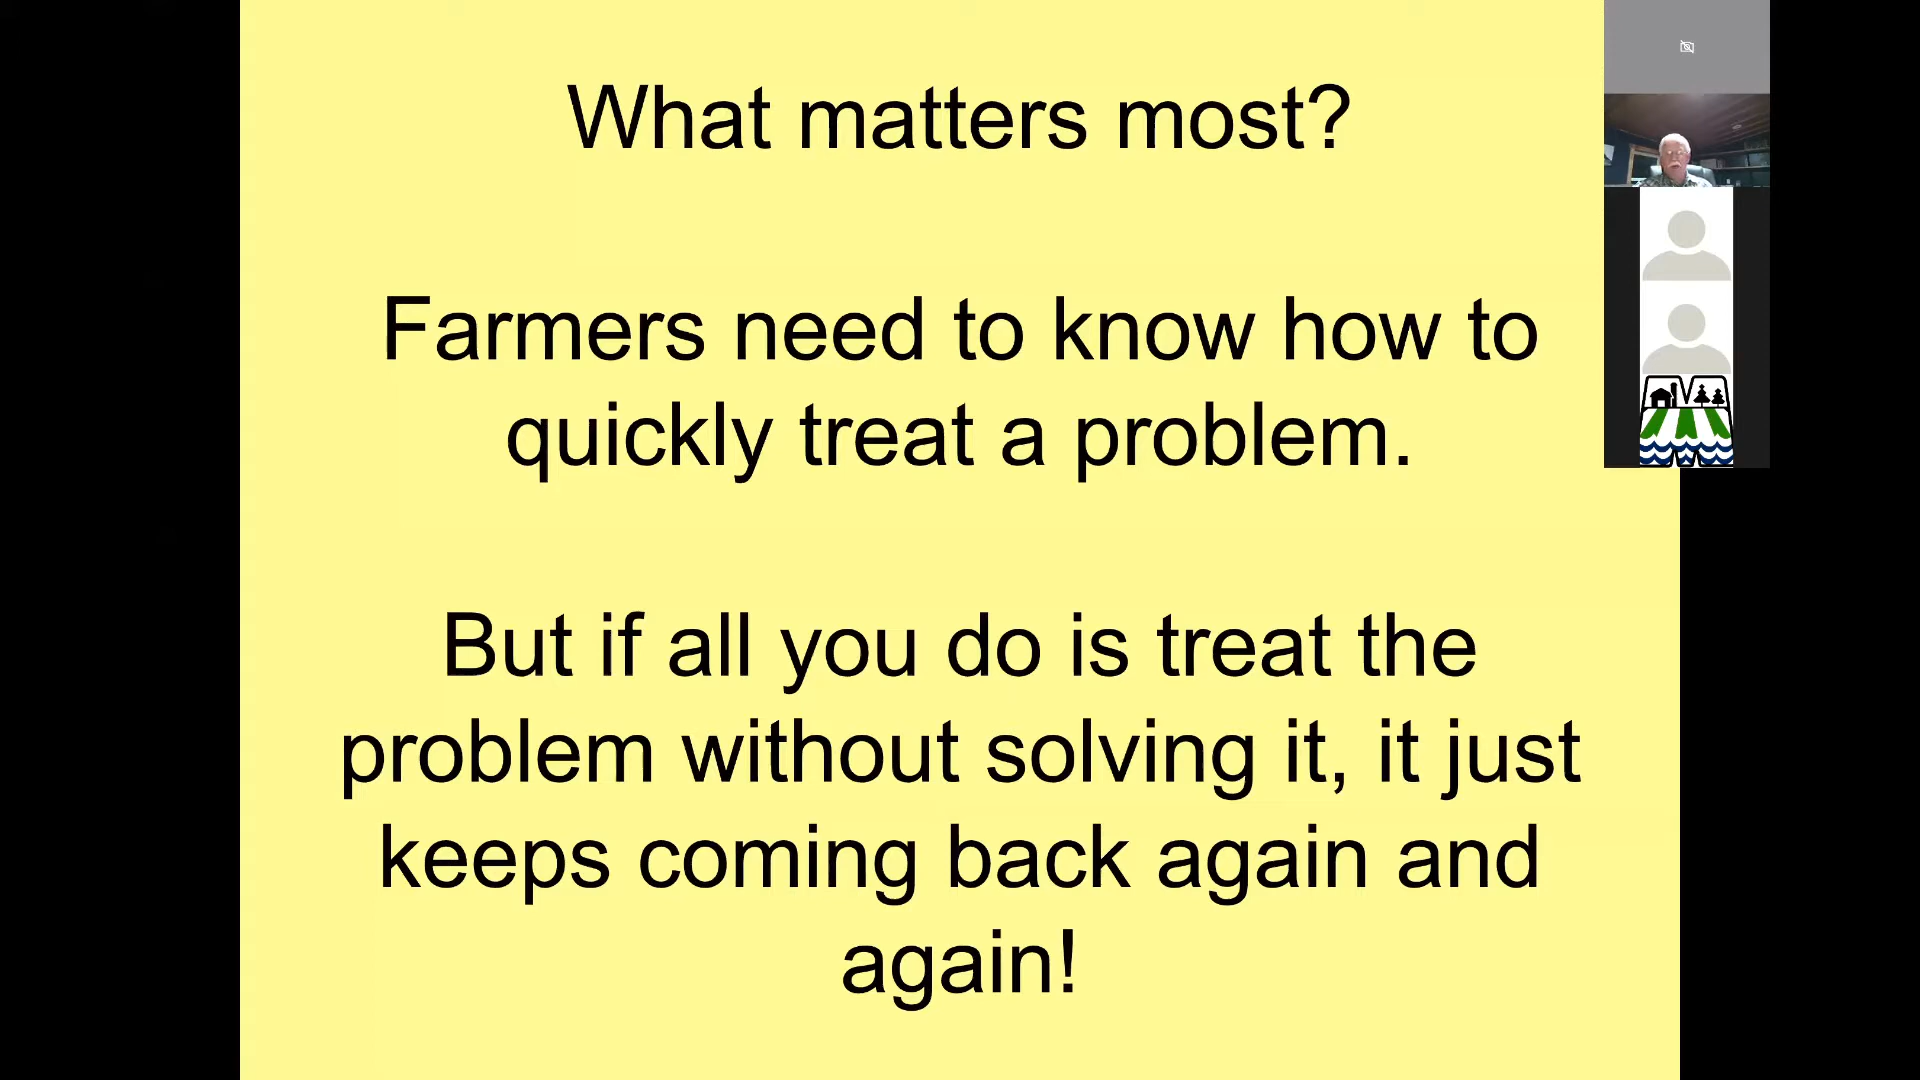 What matters most?
Farmers need to know how to
quickly treat a problem.
But if all you do is treat the
problem without solving it, it just
keeps coming back again and
again!